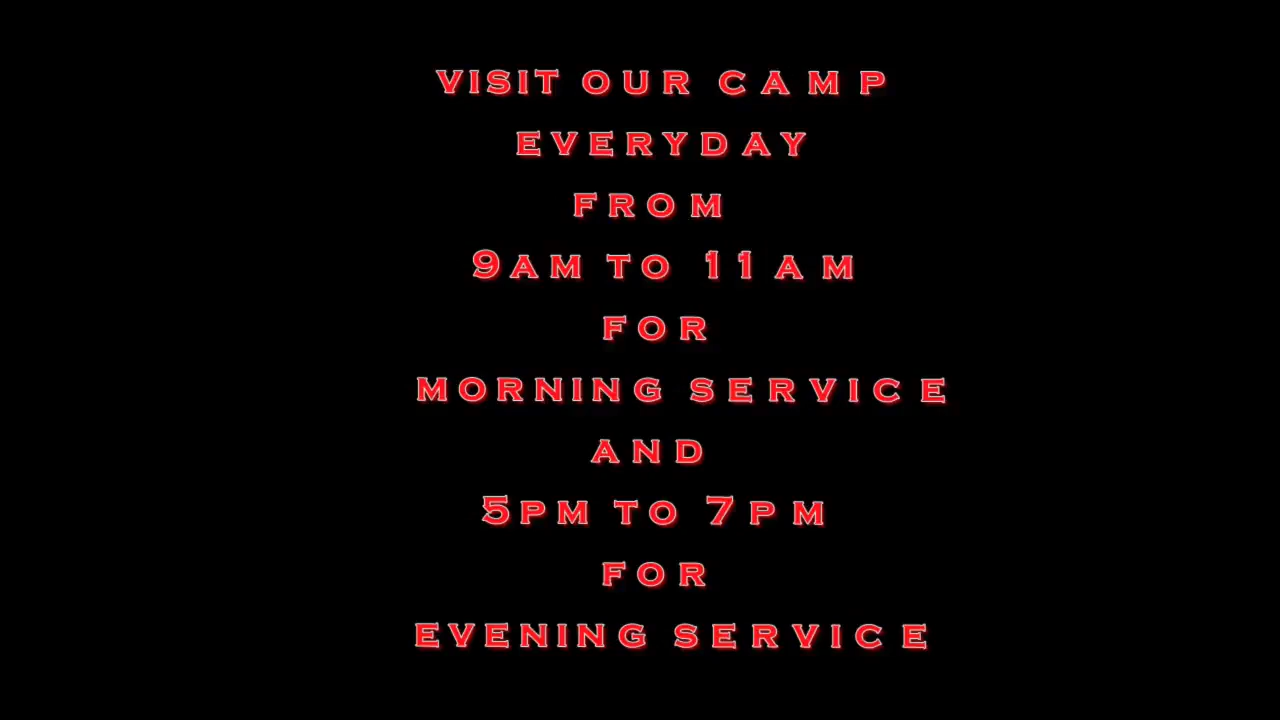 VISIT OUR CAMP
EVERYDAY
FROM
9AM TO 11AM
FOR
MORNING SERVICE
AND
5PM TO 7PM
FOR
EVENING SERVICE